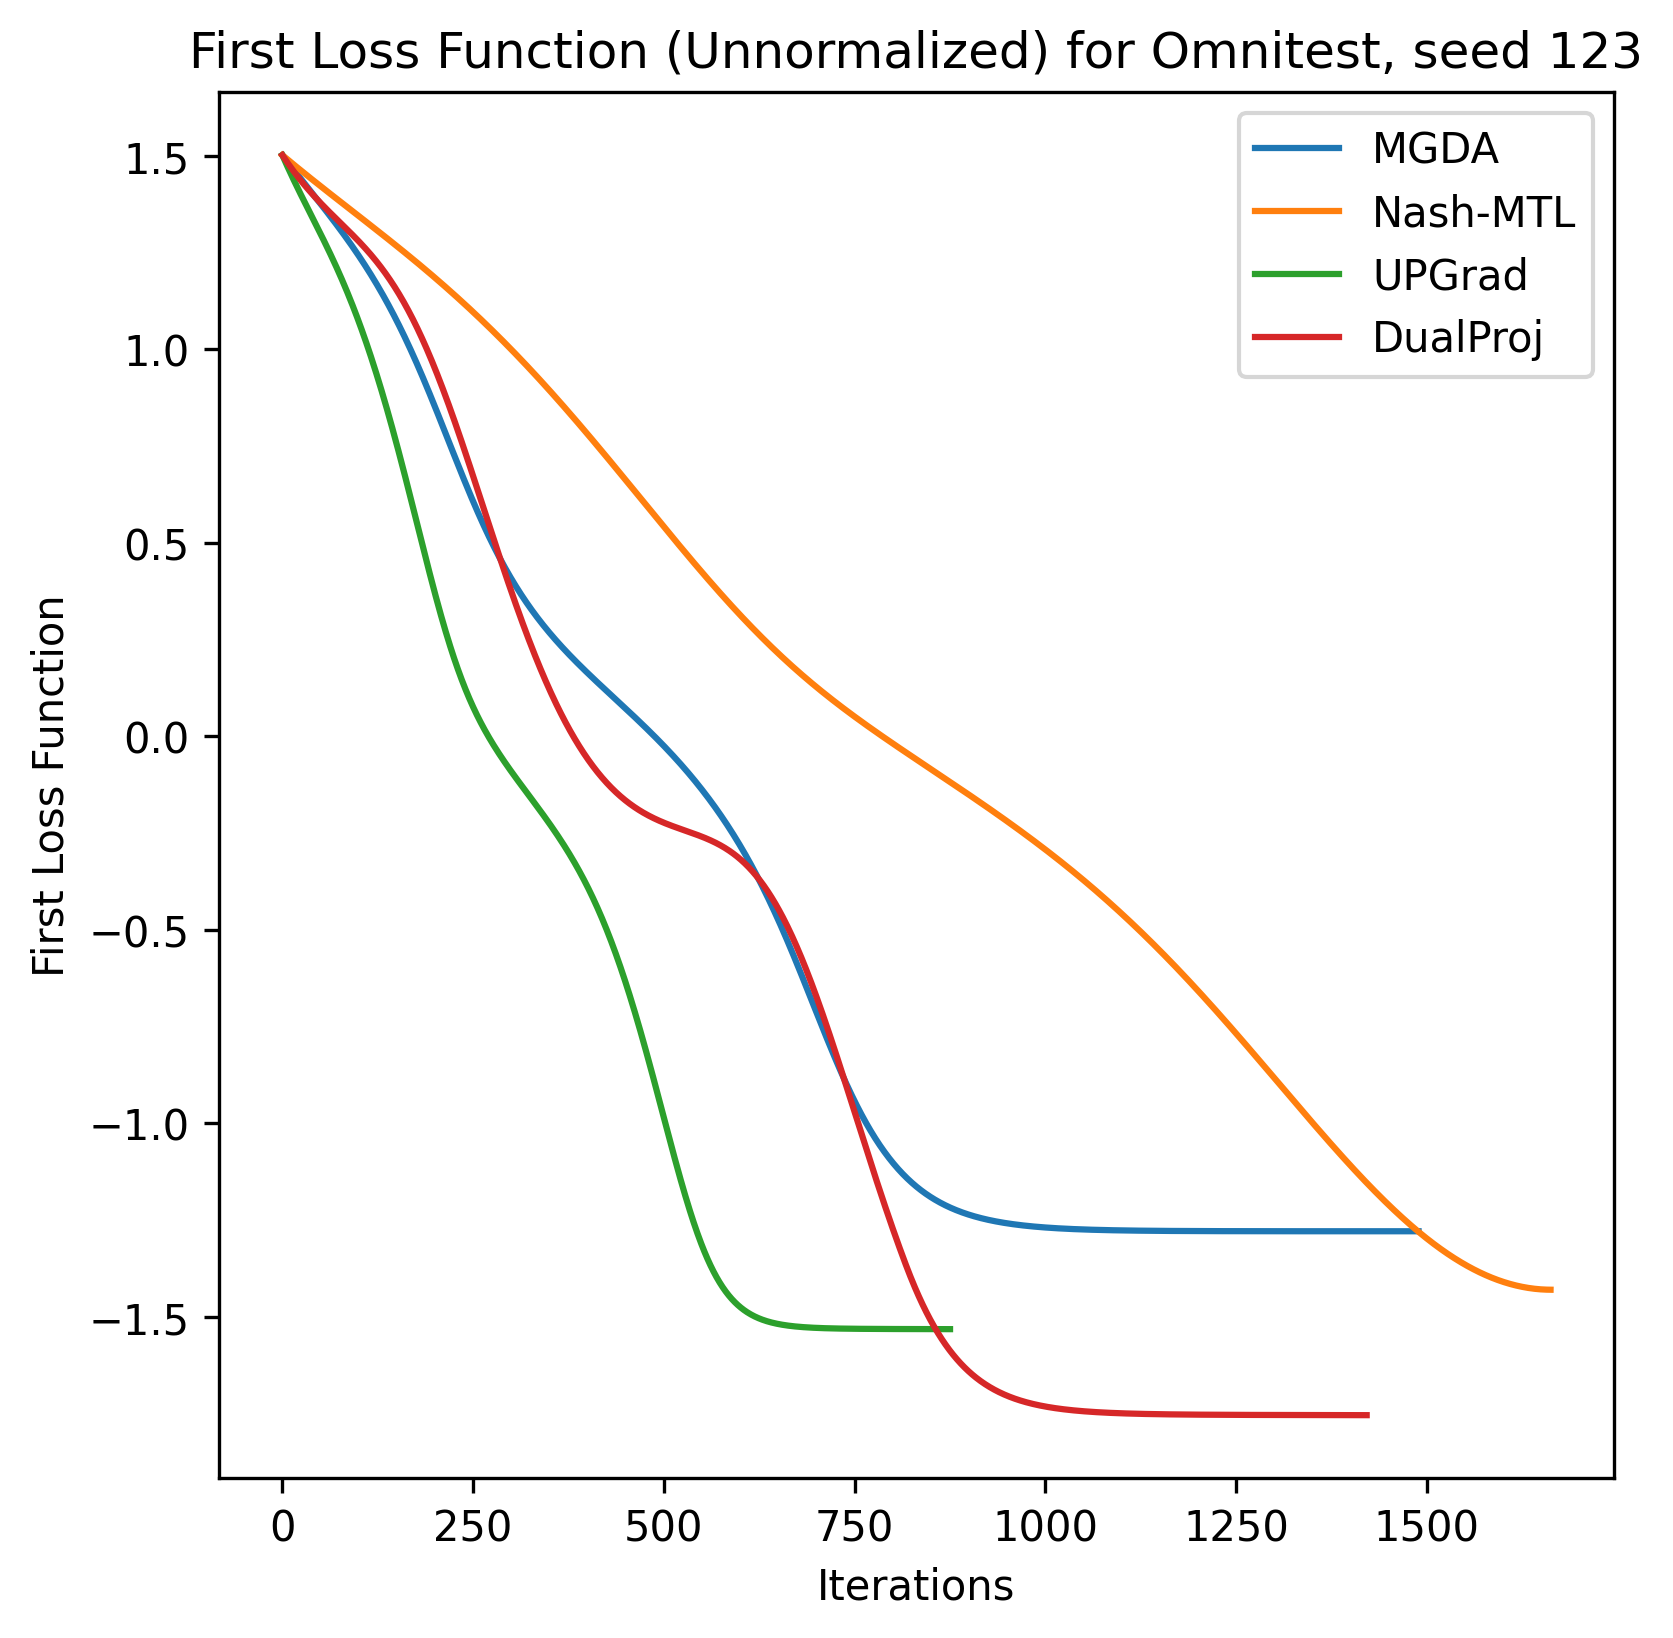 First Loss Function (Unnormalized) for Omnitest, seed 123
MGDA
Nash-MTL
UPGrad
DualProj
1.5
1.0
0.5
0.0
−0.5
−1.0
−1.5
First Loss Function
0 250 500 750 1000 1250 1500
Iterations